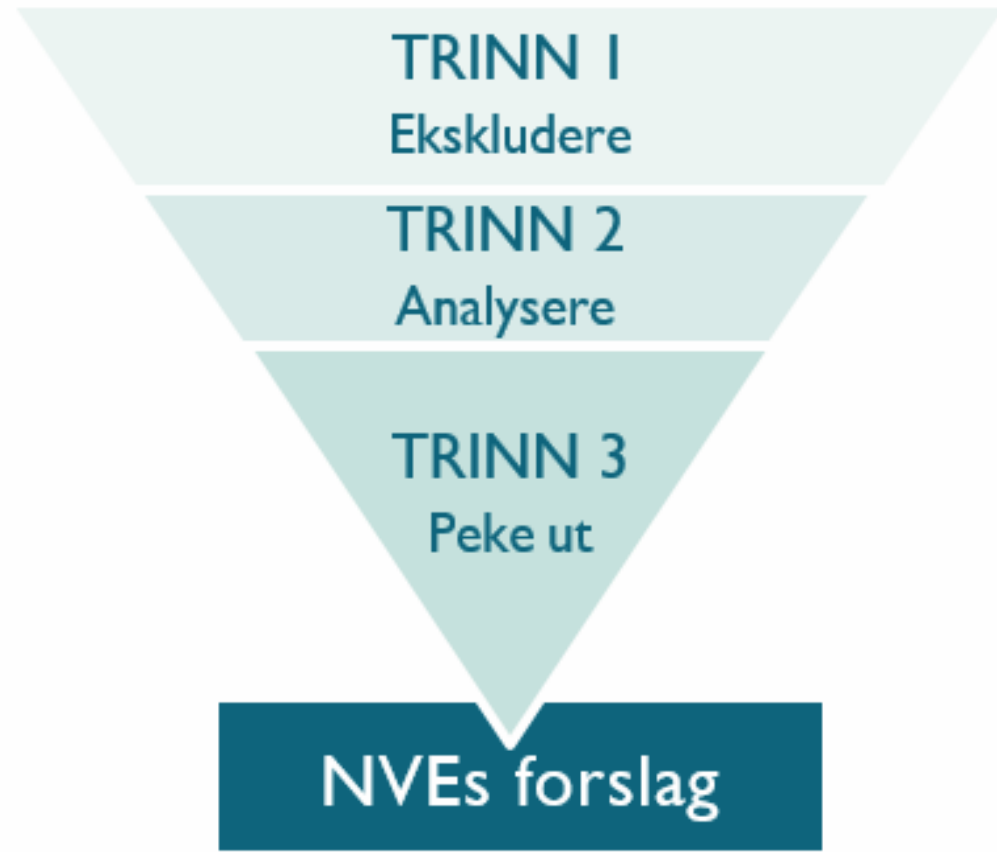 TRINN 1
Ekskludere
TRINN 2
Analysere
TRINN 3
Peke ut
NVEs forslag